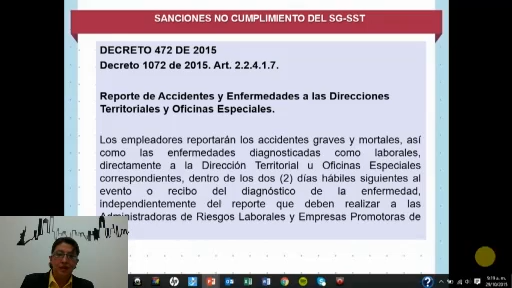 SANCIONES NO CUMPLIMIENTO DEL SG-SST
DECRETO 472 DE 2015
Decreto 1072 de 2015. Art. 2.2.4.1.7.
Reporte de Accidentes y Enfermedades a las Direcciones
Territoriales y Oficinas Especiales.
Los empleadores reportarán los accidentes graves y mortales, así
como las enfermedades diagnosticadas como laborales,
directamente a la Dirección Territorial u Oficinas Especiales
correspondientes, dentro de los dos (2) días hábiles siguientes al
evento o recibo del diagnóstico de la enfermedad,
independientemente del reporte que deben realizar a las
Administradoras de Riesgos Laborales y Empresas Promotoras de
29/10/2015